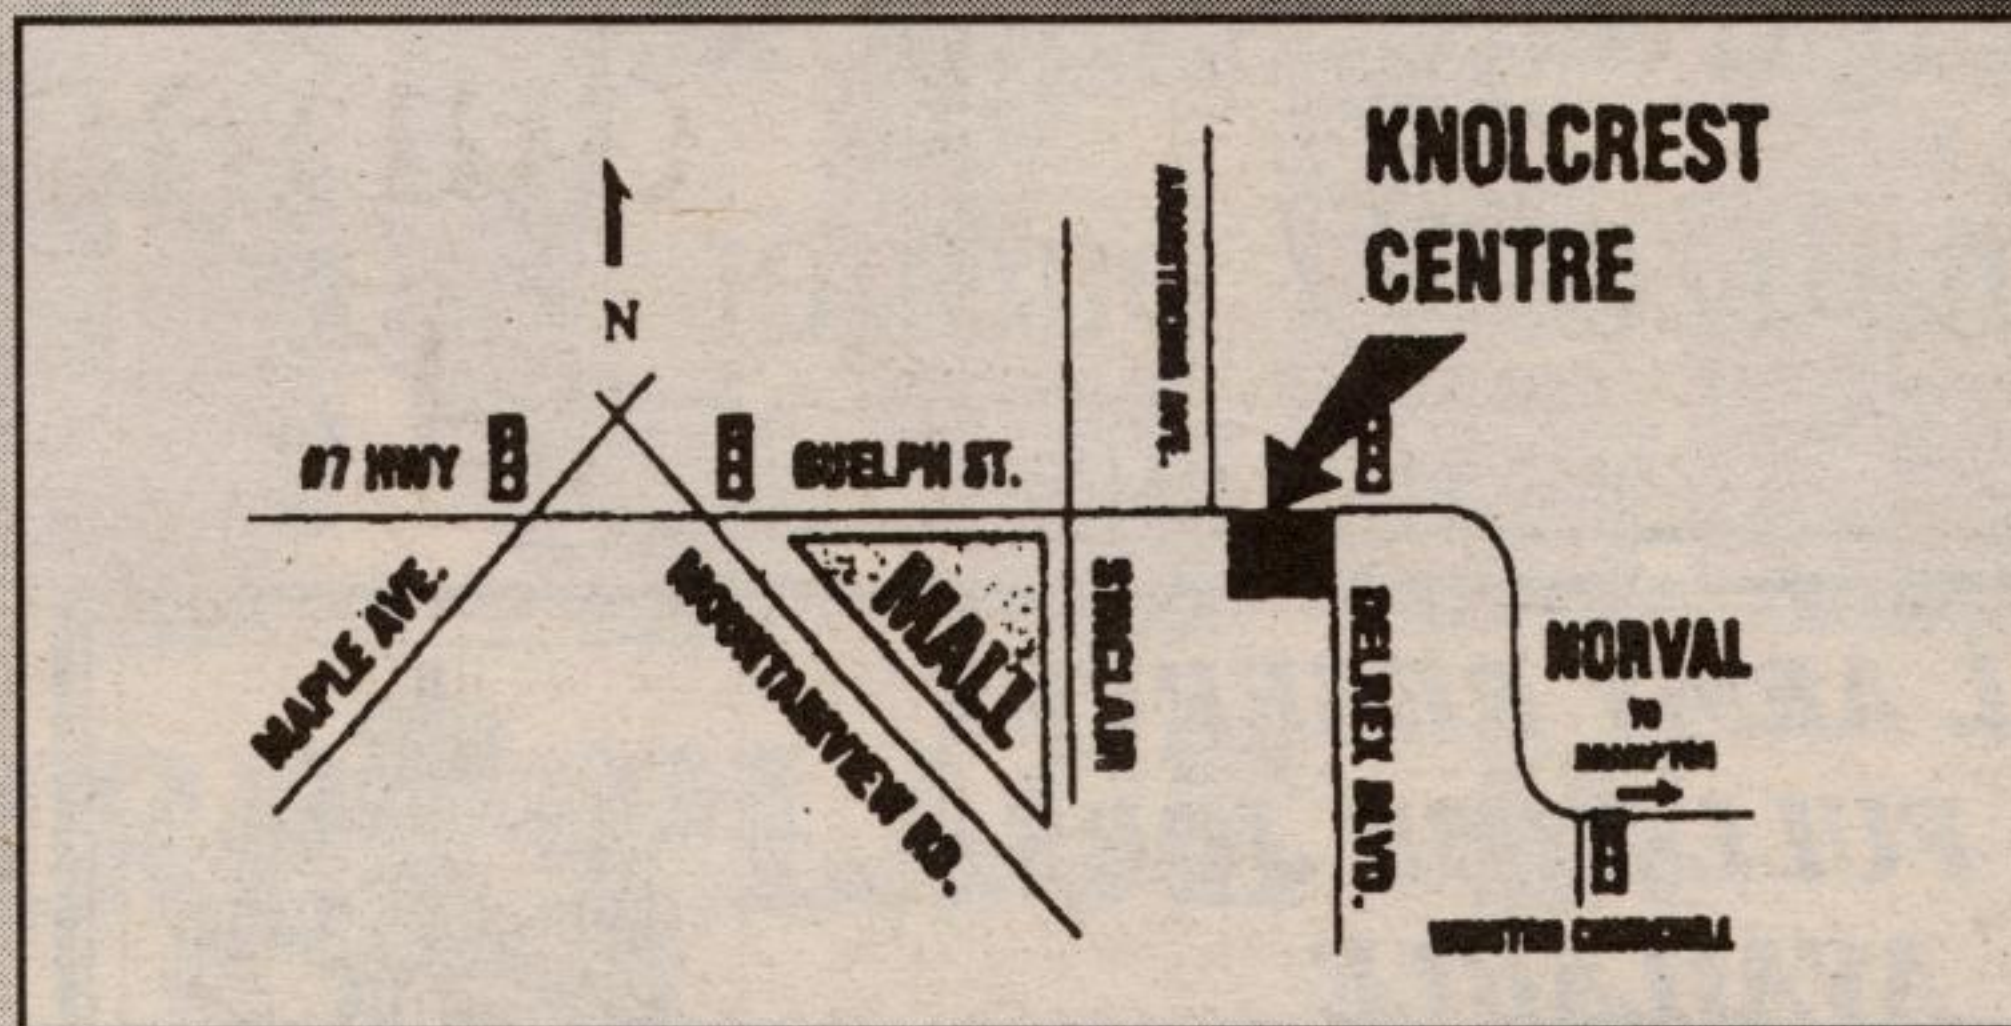 KNOLCREST
CENTRE
ARMSTRONG AVE.
N
#7 HWY
GUELPH ST.
MAPLE AVE.
MOUNTAINVIEW RD.
MALL
SINCLAIR
DELREX BLVD.
NORVAL
TO
BRAMPTON
WINSTON CHURCHILL